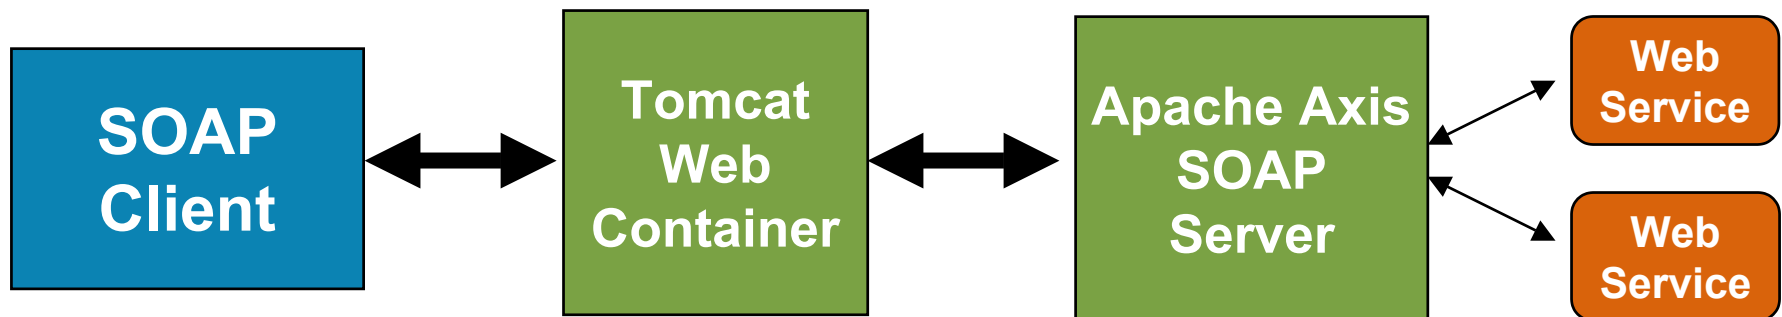 SOAP
Client
Tomcat
Web
Container
Apache Axis
SOAP
Server
Web
Service
Web
Service